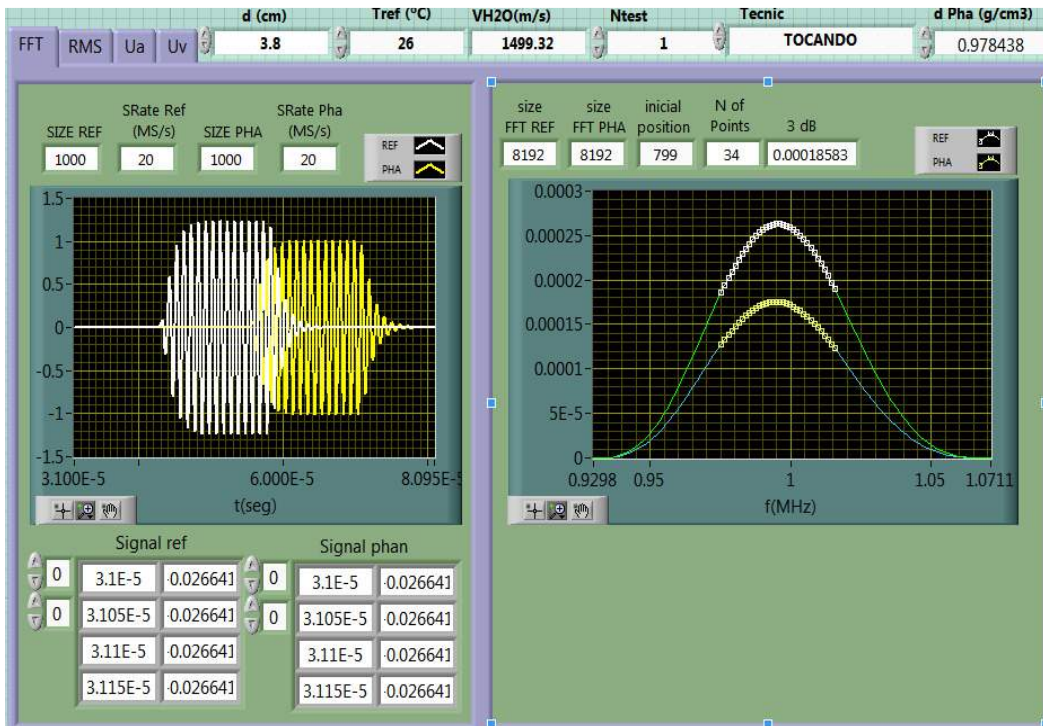 d (cm) Tref (ºC) VH2O(m/s) Ntest Tecnic d Pha (g/cm3)
FFT RMS Ua Uv 3.8 26 1499.32 1 TOCANDO 0.978438
SRate Ref SRate Pha
SIZE REF (MS/s) SIZE PHA (MS/s)
1000 20 1000 20
REF
PHA
1.5
1
0.5
0
-0.5
-1
-1.5
3.100E-5 6.000E-5 8.095E-5
t(seg)
Signal ref Signal phan
0 3.1E-5 -0.026641 0 3.1E-5 -0.026641
0 3.105E-5 -0.026641 0 3.105E-5 -0.026641
3.11E-5 -0.026641 3.11E-5 -0.026641
3.115E-5 -0.026641 3.115E-5 -0.026641
size size inicial N of
FFT REF FFT PHA position Points 3 dB
8192 8192 799 34 0.00018583
REF
PHA
0.0003
0.00025
0.0002
0.00015
0.0001
5E-5
0
0.9298 0.95 1 1.05 1.0711
f(MHz)